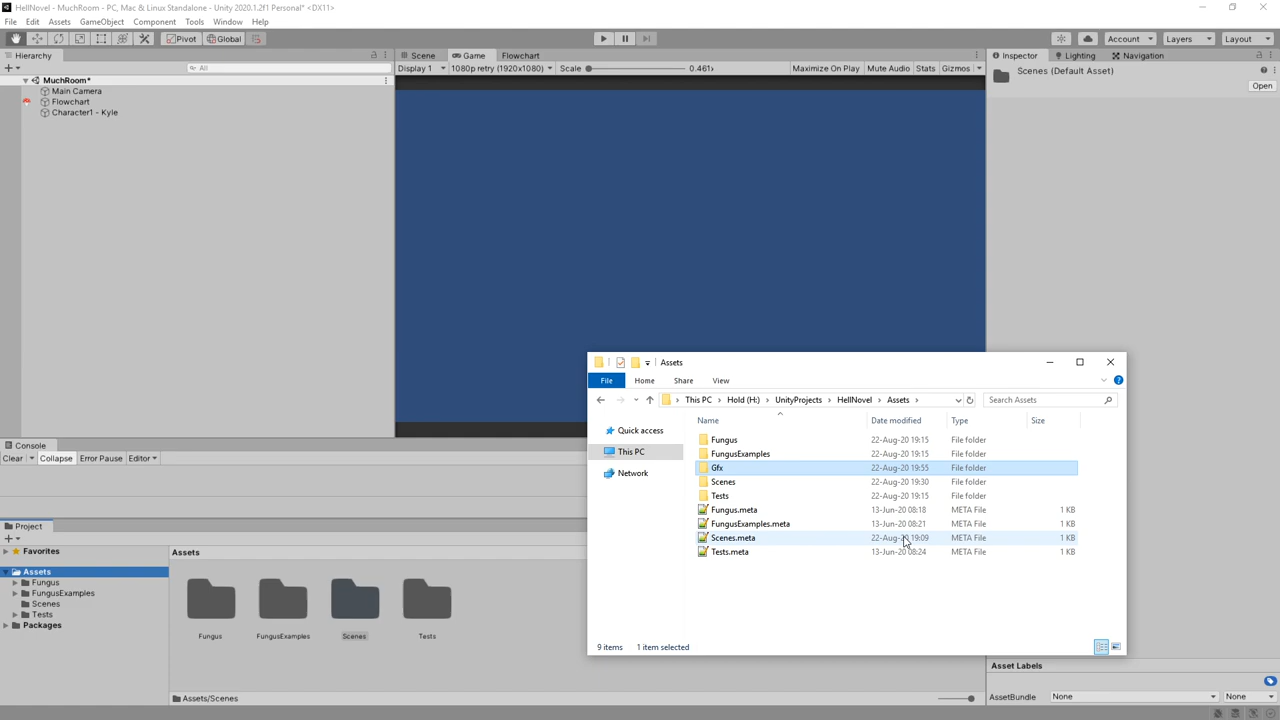 HellNovel - MuchRoom - PC, Mac & Linux Standalone - Unity 2020.1.2f1 Personal* <DX11>
File Edit Assets GameObject Component Tools Window Help
Pivot Global Account Layers Layout
Hierarchy
All
MuchRoom*
Main Camera
Flowchart
Character1 - Kyle
Scene Game Flowchart
Display 1 1080p retry (1920x1080) Scale 0.461› Maximize On Play Mute Audio Stats Gizmos
Inspector Lighting Navigation
Scenes (Default Asset)
Open
Assets
File Home Share View
This PC › Hold (H:) › UnityProjects › HellNovel › Assets › Search Assets
Quick access
This PC
Network
Name Date modified Type Size
Fungus 22-Aug-20 19:15 File folder
FungusExamples 22-Aug-20 19:15 File folder
Gfx 22-Aug-20 19:55 File folder
Scenes 22-Aug-20 19:30 File folder
Tests 22-Aug-20 19:15 File folder
Fungus.meta 13-Jun-20 08:18 META File 1 KB
FungusExamples.meta 13-Jun-20 08:21 META File 1 KB
Scenes.meta 22-Aug-20 19:09 META File 1 KB
Tests.meta 13-Jun-20 08:24 META File 1 KB
9 items 1 item selected
Console
Clear Collapse Error Pause Editor
Project
Favorites
Assets
Fungus
FungusExamples
Scenes
Tests
Packages
Assets
Fungus FungusExamples Scenes Tests
Assets/Scenes
Asset Labels
AssetBundle None None